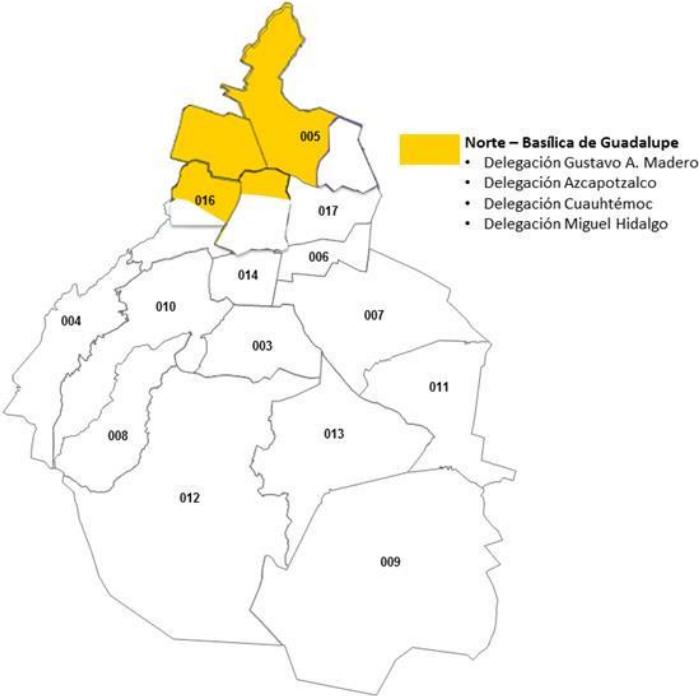 005
Norte – Basílica de Guadalupe
• Delegación Gustavo A. Madero
• Delegación Azcapotzalco
• Delegación Cuauhtémoc
• Delegación Miguel Hidalgo
016
017
006
014
010
004
007
003
011
008
013
012
009